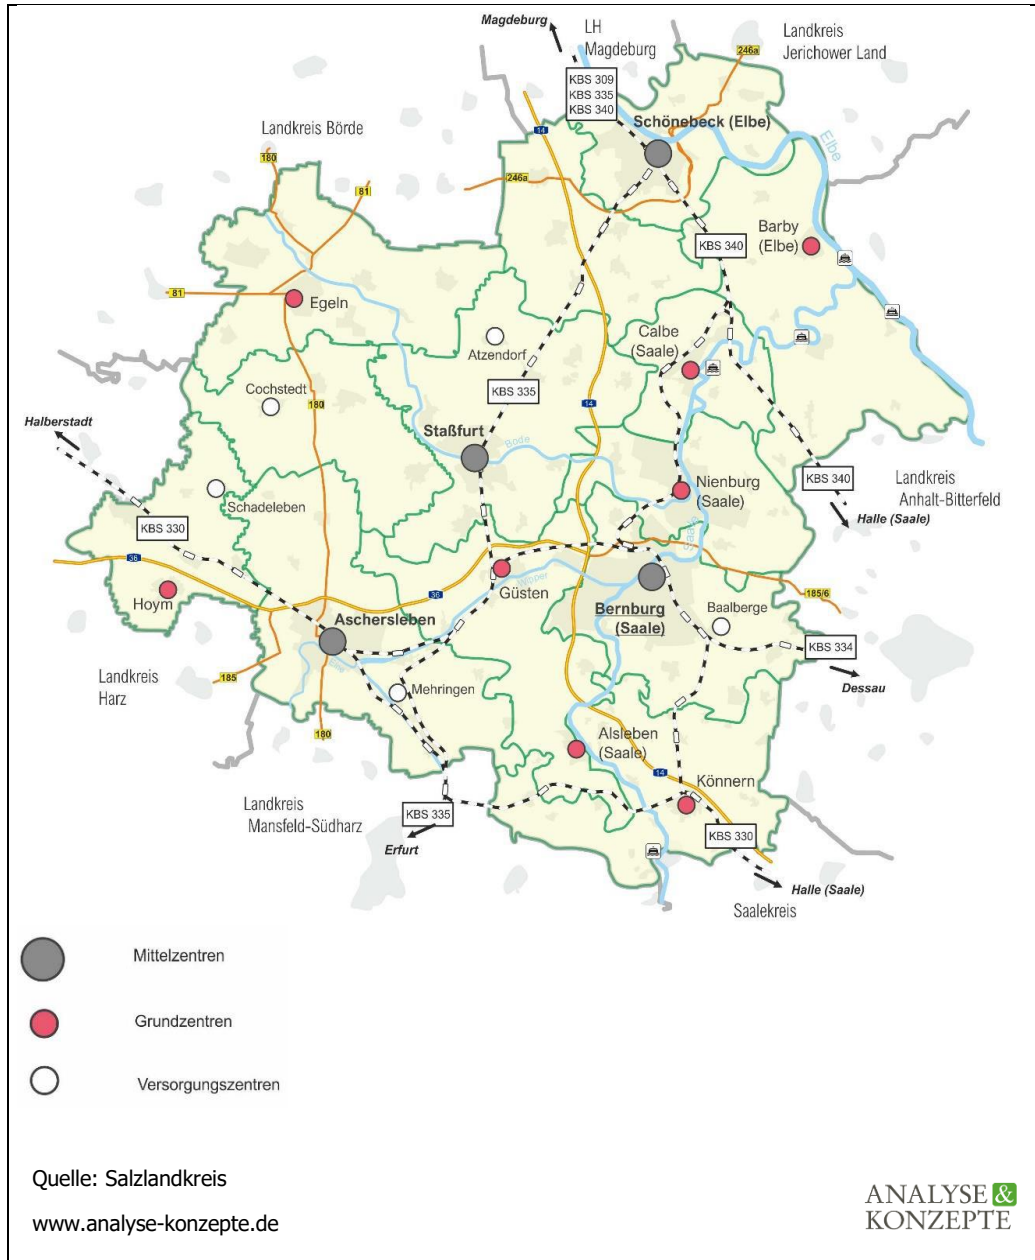 Magdeburg
LH
Magdeburg
Landkreis
Jerichower Land
246a
KBS 309
KBS 335
KBS 340
Schönebeck (Elbe)
Landkreis Börde
14
Elbe
180
246a
81
Barby
(Elbe)
KBS 340
81
Egeln
Calbe
(Saale)
Atzendorf
Cochstedt
KBS 335
180
14
Halberstadt
Staßfurt
Bode
Nienburg
(Saale)
KBS 340
Landkreis
Anhalt-Bitterfeld
Halle (Saale)
Schadeleben
KBS 330
Saale
36
Hoym
Güsten
Wipper
36
Bernburg
(Saale)
Baalberge
185/6
Aschersleben
KBS 334
Dessau
Landkreis
Harz
185
Mehringen
180
Alsleben
(Saale)
14
Könnern
Landkreis
Mansfeld-Südharz
KBS 335
Erfurt
KBS 330
Halle (Saale)
Saalekreis
Mittelzentren
Grundzentren
Versorgungszentren
Quelle: Salzlandkreis
www.analyse-konzepte.de
ANALYSE &
KONZEPTE